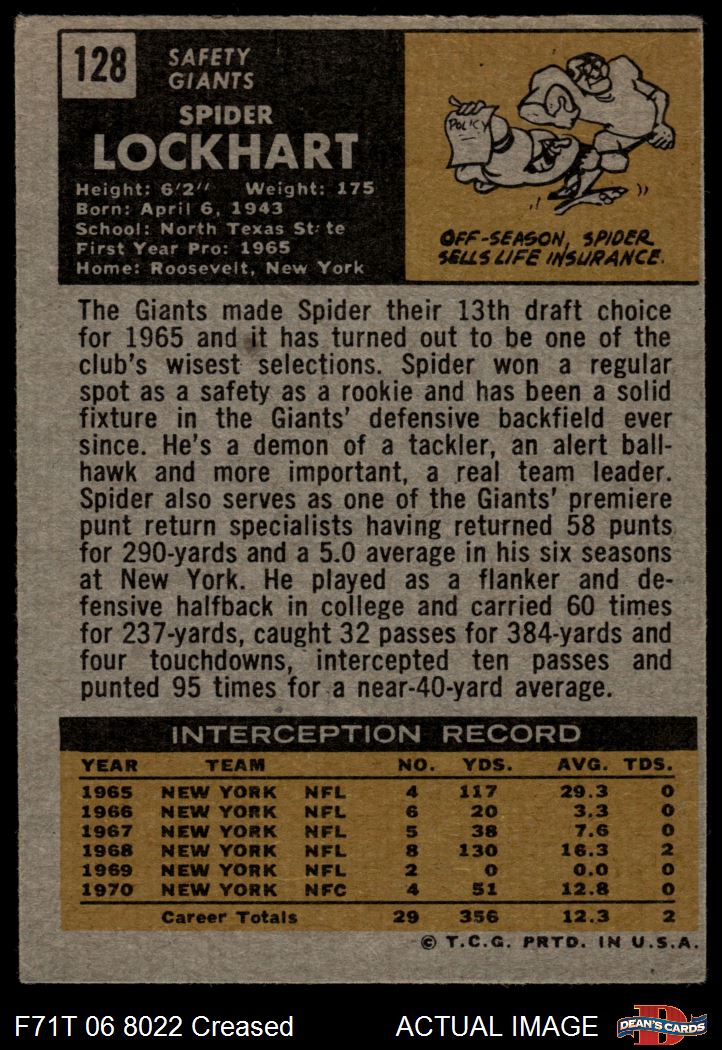 128
SAFETY
GIANTS
SPIDER
LOCKHART
Height: 6'2" Weight: 175
Born: April 6, 1943
School: North Texas St te
First Year Pro: 1965
Home: Roosevelt, New York
POLICY
OFF-SEASON, SPIDER
SELLS LIFE INSURANCE.
The Giants made Spider their 13th draft choice
for 1965 and it has turned out to be one of the
club's wisest selections. Spider won a regular
spot as a safety as a rookie and has been a solid
fixture in the Giants' defensive backfield ever
since. He's a demon of a tackler, an alert ball-
hawk and more important, a real team leader.
Spider also serves as one of the Giants' premiere
punt return specialists having returned 58 punts
for 290-yards and a 5.0 average in his six seasons
at New York. He played as a flanker and de-
fensive halfback in college and carried 60 times
for 237-yards, caught 32 passes for 384-yards and
four touchdowns, intercepted ten passes and
punted 95 times for a near-40-yard average.
INTERCEPTION RECORD
YEAR TEAM NO. YDS. AVG. TDS.
1965 NEW YORK NFL 4 117 29.3 0
1966 NEW YORK NFL 6 20 3.3 0
1967 NEW YORK NFL 5 38 7.6 0
1968 NEW YORK NFL 8 130 16.3 2
1969 NEW YORK NFL 2 0 0.0 0
1970 NEW YORK NFC 4 51 12.8 0
Career Totals 29 356 12.3 2
© T.C.G. PRTD. IN U.S.A.
F71T 06 8022 Creased ACTUAL IMAGE DEAN'S CARDS